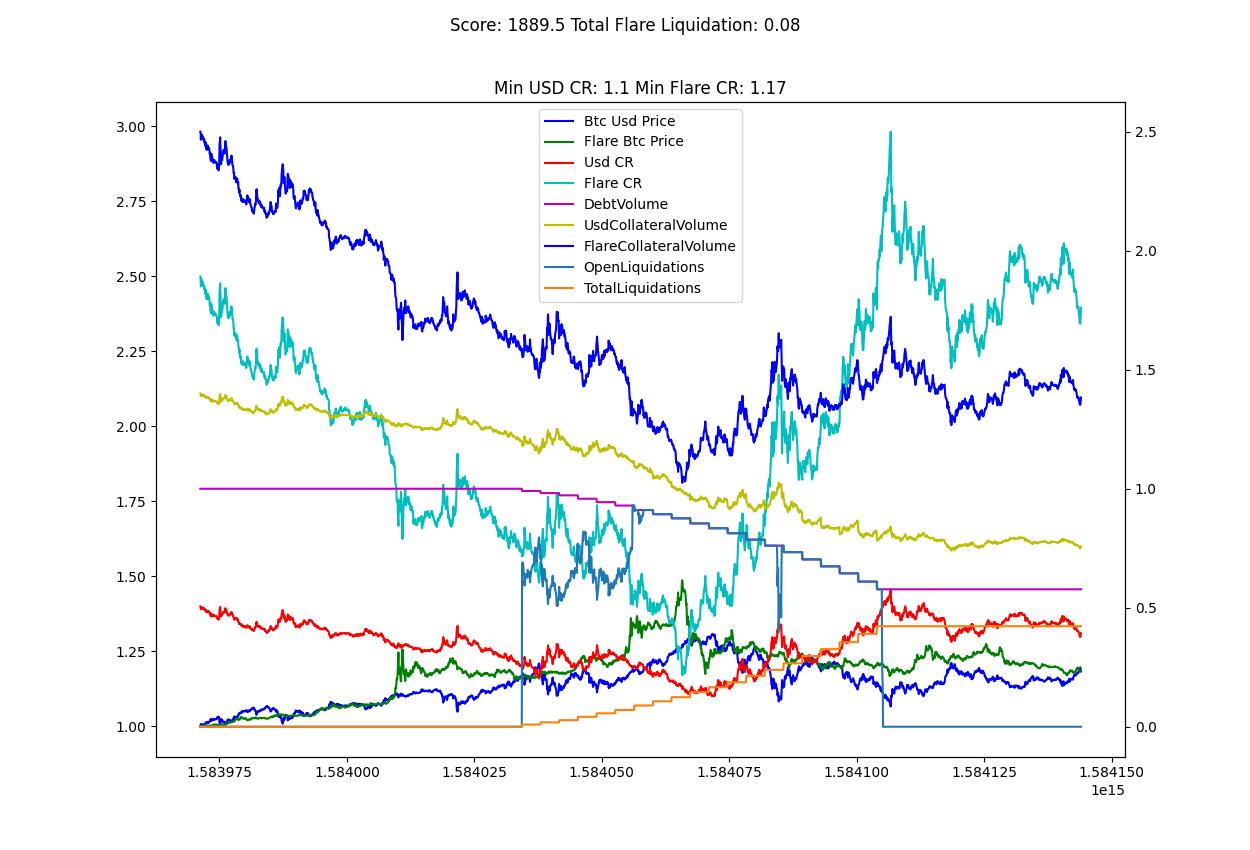 Score: 1889.5 Total Flare Liquidation: 0.08
Min USD CR: 1.1 Min Flare CR: 1.17
3.00
2.75
2.50
2.25
2.00
1.75
1.50
1.25
1.00
Btc Usd Price
Flare Btc Price
Usd CR
Flare CR
DebtVolume
UsdCollateralVolume
FlareCollateralVolume
OpenLiquidations
TotalLiquidations
2.5
2.0
1.5
1.0
0.5
0.0
1.583975 1.584000 1.584025 1.584050 1.584075 1.584100 1.584125 1.584150
1e15